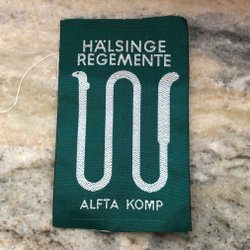 HÄLSINGE
REGEMENTE
ALFTA KOMP